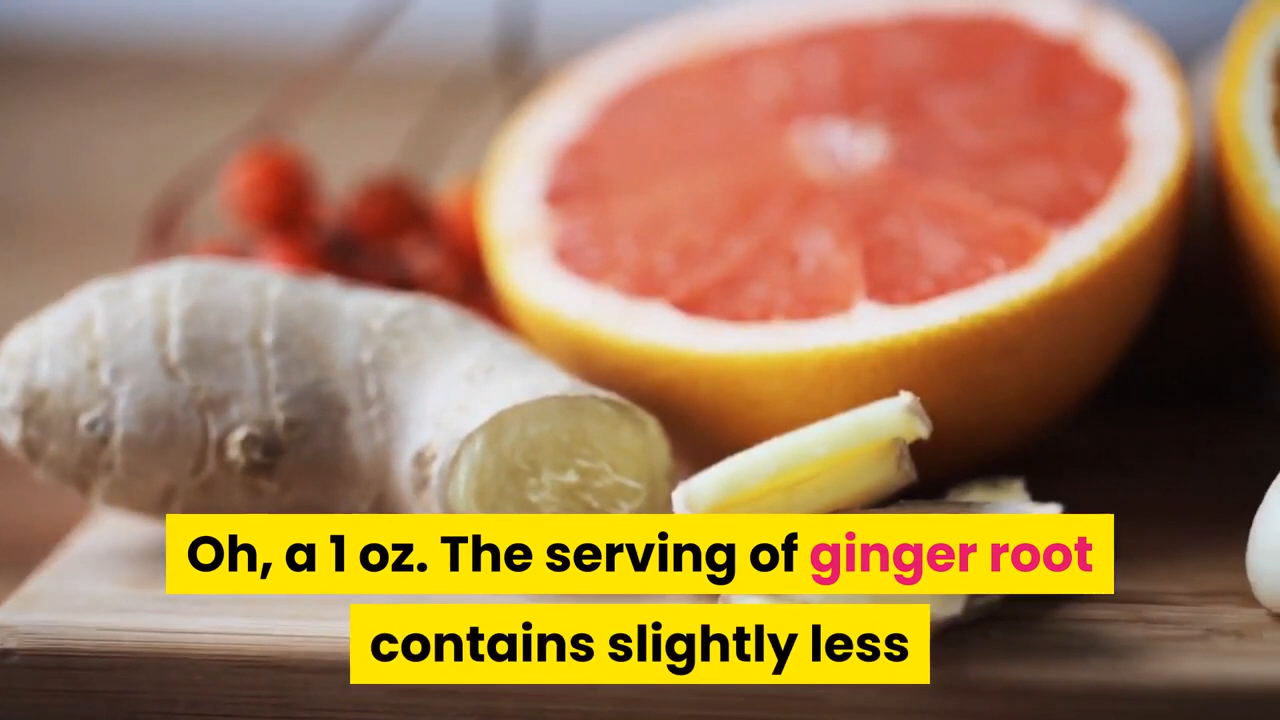 Oh, a 1 oz. The serving of ginger root
contains slightly less